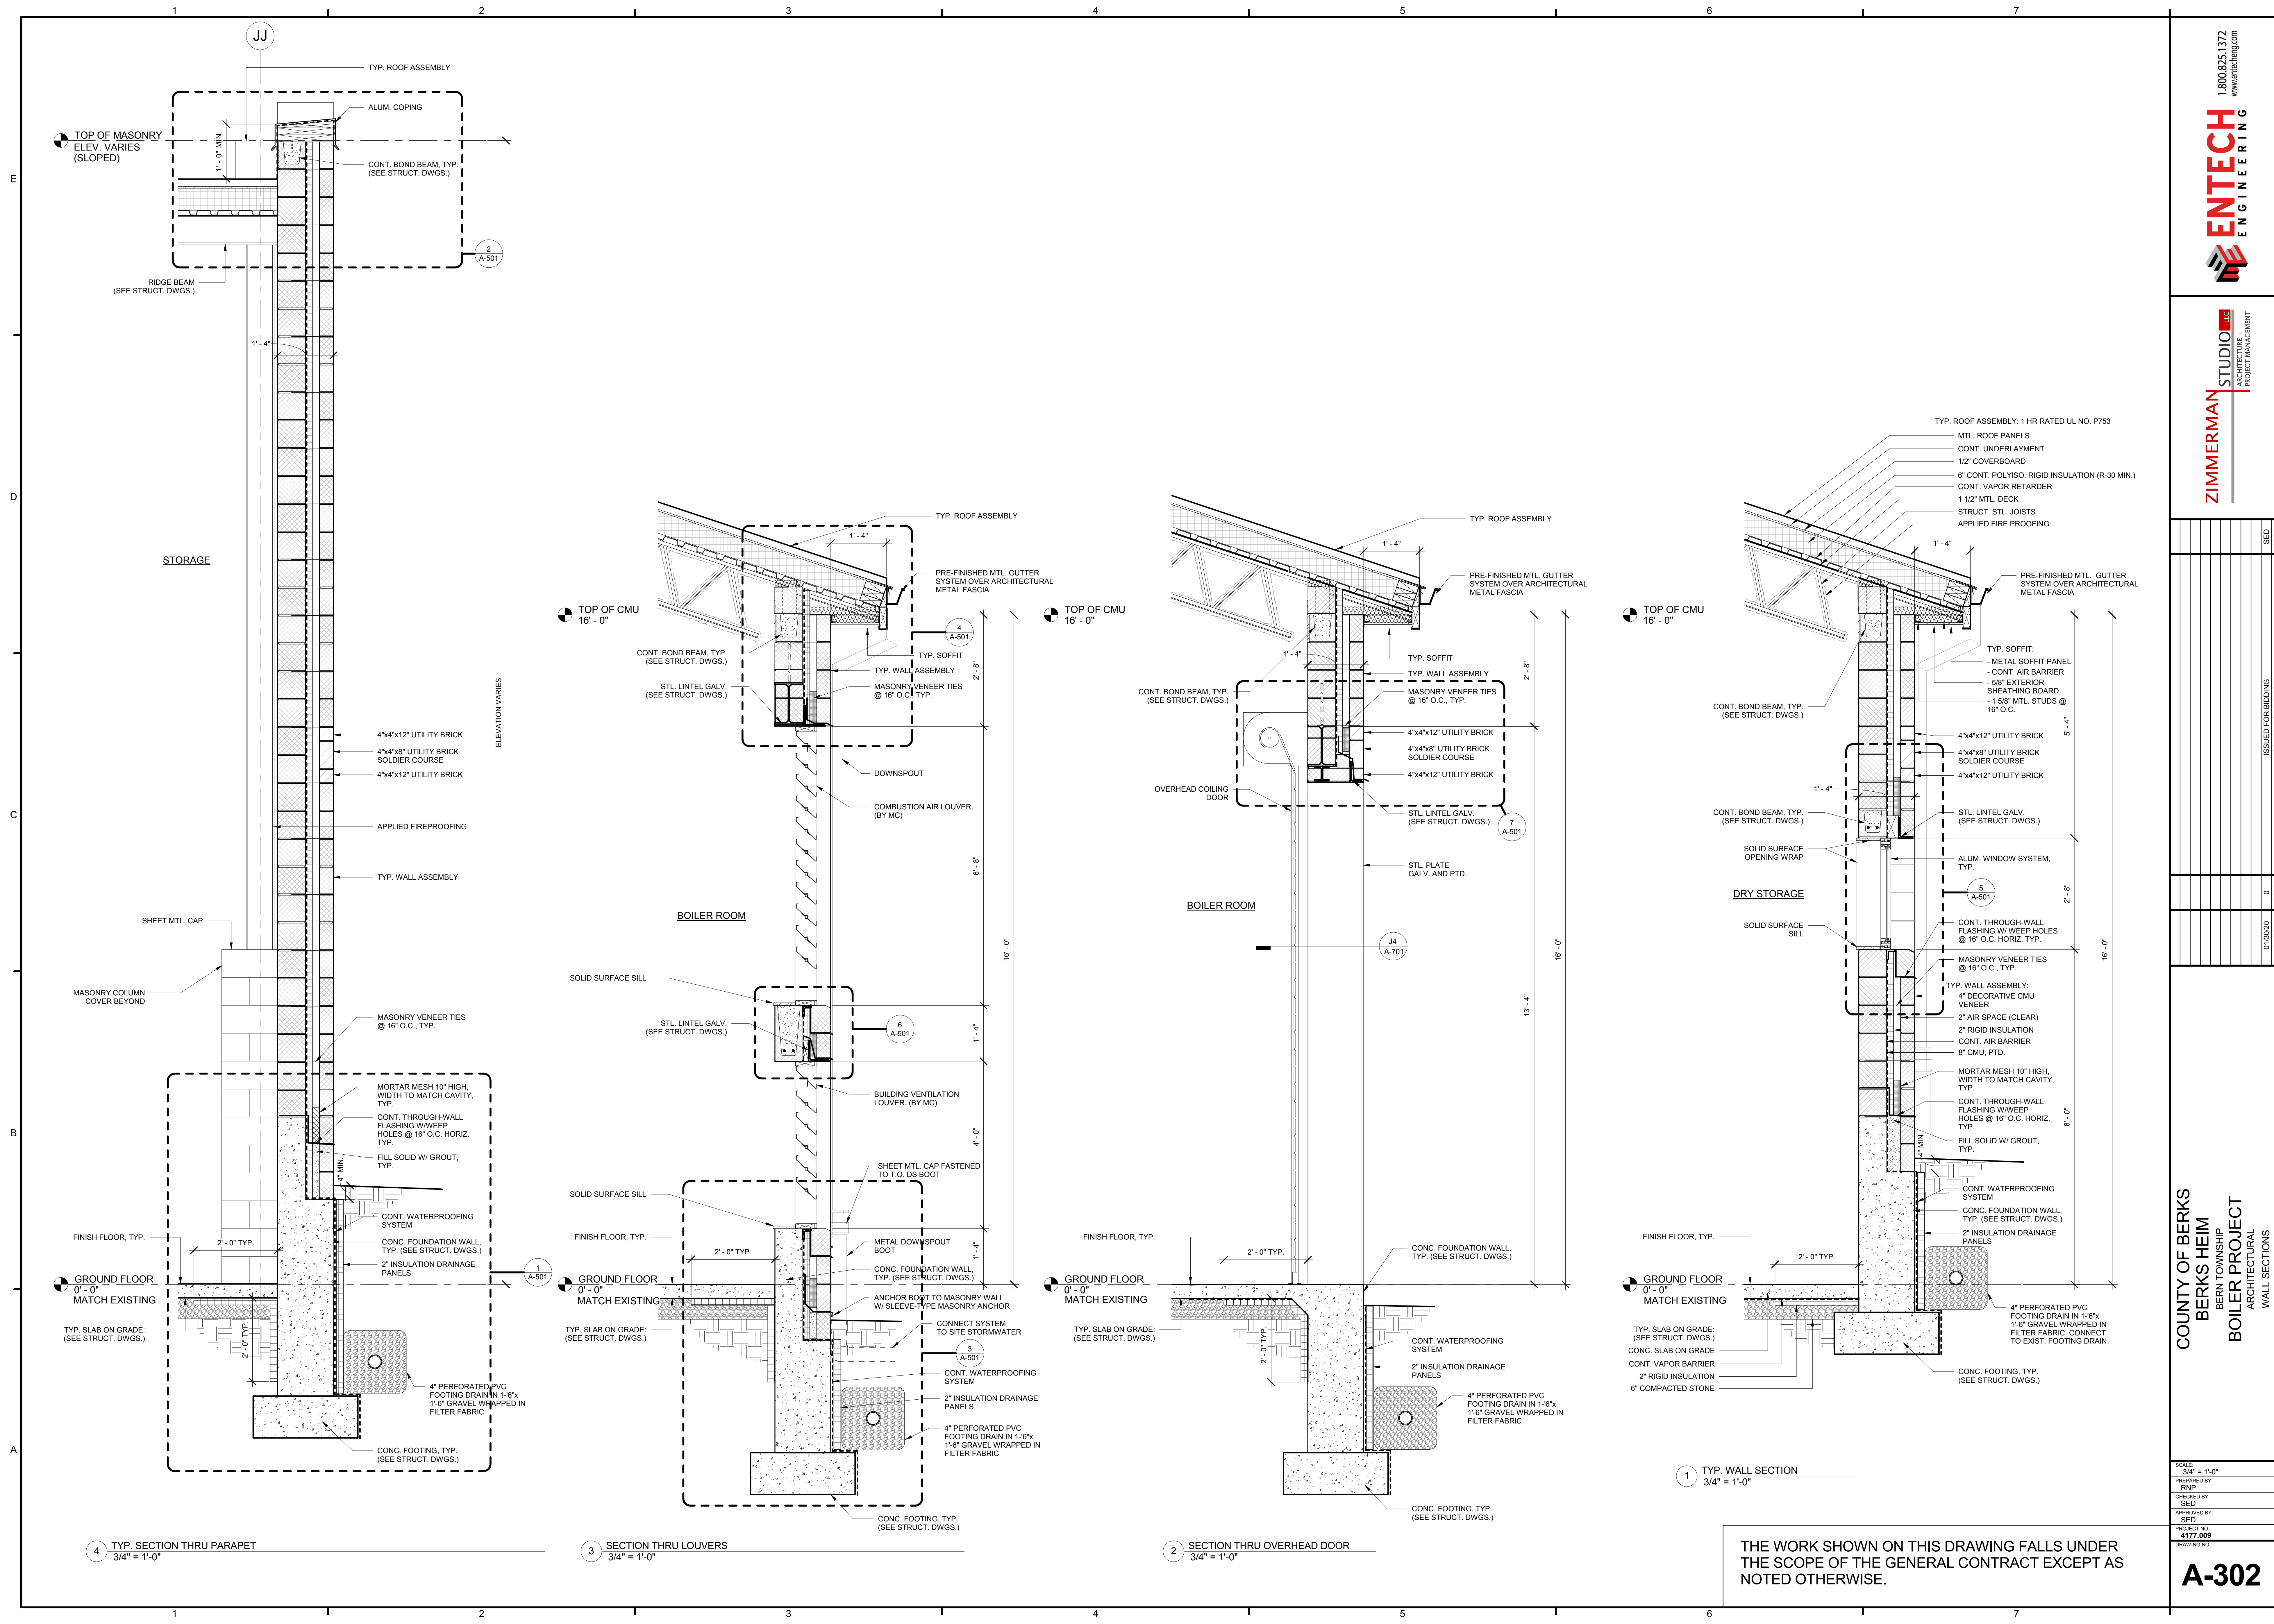 1 2 3 4 5 6 7
JJ
TYP. ROOF ASSEMBLY
ALUM. COPING
TOP OF MASONRY
ELEV. VARIES
(SLOPED)
1' - 0" MIN.
CONT. BOND BEAM, TYP.
(SEE STRUCT. DWGS.)
E
2
A-501
RIDGE BEAM
(SEE STRUCT. DWGS.)
1' - 4"
D
STORAGE
ELEVATION VARIES
4"x4"x12" UTILITY BRICK
4"x4"x8" UTILITY BRICK
SOLDIER COURSE
4"x4"x12" UTILITY BRICK
C
APPLIED FIREPROOFING
TYP. WALL ASSEMBLY
SHEET MTL. CAP
MASONRY COLUMN
COVER BEYOND
MASONRY VENEER TIES
@ 16" O.C., TYP.
MORTAR MESH 10" HIGH,
WIDTH TO MATCH CAVITY,
TYP.
CONT. THROUGH-WALL
FLASHING W/WEEP
HOLES @ 16" O.C. HORIZ.
TYP.
B
FILL SOLID W/ GROUT,
TYP.
4" MIN.
CONT. WATERPROOFING
SYSTEM
FINISH FLOOR, TYP.
2' - 0" TYP.
CONC. FOUNDATION WALL,
TYP. (SEE STRUCT. DWGS.)
2" INSULATION DRAINAGE
PANELS
1
A-501
GROUND FLOOR
0' - 0"
MATCH EXISTING
TYP. SLAB ON GRADE:
(SEE STRUCT. DWGS.)
2' - 0" TYP.
4" PERFORATED PVC
FOOTING DRAIN IN 1-'6"x
1'-6" GRAVEL WRAPPED IN
FILTER FABRIC
A
CONC. FOOTING, TYP.
(SEE STRUCT. DWGS.)
4 TYP. SECTION THRU PARAPET
3/4" = 1'-0"
TYP. ROOF ASSEMBLY
1' - 4"
PRE-FINISHED MTL. GUTTER
SYSTEM OVER ARCHITECTURAL
METAL FASCIA
TOP OF CMU
16' - 0"
4
A-501
CONT. BOND BEAM, TYP.
(SEE STRUCT. DWGS.)
TYP. SOFFIT
TYP. WALL ASSEMBLY
2' - 8"
STL. LINTEL GALV.
(SEE STRUCT. DWGS.)
MASONRY VENEER TIES
@ 16" O.C., TYP.
DOWNSPOUT
COMBUSTION AIR LOUVER.
(BY MC)
6' - 8"
BOILER ROOM
16' - 0"
SOLID SURFACE SILL
STL. LINTEL GALV.
(SEE STRUCT. DWGS.)
6
A-501
1' - 4"
BUILDING VENTILATION
LOUVER. (BY MC)
4' - 0"
SHEET MTL. CAP FASTENED
TO T.O. DS BOOT
SOLID SURFACE SILL
FINISH FLOOR, TYP.
2' - 0" TYP.
METAL DOWNSPOUT
BOOT
1' - 4"
CONC. FOUNDATION WALL,
TYP. (SEE STRUCT. DWGS.)
GROUND FLOOR
0' - 0"
MATCH EXISTING
ANCHOR BOOT TO MASONRY WALL
W/ SLEEVE-TYPE MASONRY ANCHOR
TYP. SLAB ON GRADE:
(SEE STRUCT. DWGS.)
CONNECT SYSTEM
TO SITE STORMWATER
3
A-501
CONT. WATERPROOFING
SYSTEM
2" INSULATION DRAINAGE
PANELS
4" PERFORATED PVC
FOOTING DRAIN IN 1-'6"x
1'-6" GRAVEL WRAPPED IN
FILTER FABRIC
CONC. FOOTING, TYP.
(SEE STRUCT. DWGS.)
3 SECTION THRU LOUVERS
3/4" = 1'-0"
TYP. ROOF ASSEMBLY
1' - 4"
PRE-FINISHED MTL. GUTTER
SYSTEM OVER ARCHITECTURAL
METAL FASCIA
TOP OF CMU
16' - 0"
1' - 4"
TYP. SOFFIT
TYP. WALL ASSEMBLY
2' - 8"
CONT. BOND BEAM, TYP.
(SEE STRUCT. DWGS.)
MASONRY VENEER TIES
@ 16" O.C., TYP.
4"x4"x12" UTILITY BRICK
4"x4"x8" UTILITY BRICK
SOLDIER COURSE
4"x4"x12" UTILITY BRICK
OVERHEAD COILING
DOOR
STL. LINTEL GALV.
(SEE STRUCT. DWGS.)
7
A-501
STL. PLATE
GALV. AND PTD.
BOILER ROOM
J4
A-701
16' - 0"
13' - 4"
FINISH FLOOR, TYP.
2' - 0" TYP.
CONC. FOUNDATION WALL,
TYP. (SEE STRUCT. DWGS.)
GROUND FLOOR
0' - 0"
MATCH EXISTING
TYP. SLAB ON GRADE:
(SEE STRUCT. DWGS.)
2' - 0" TYP.
CONT. WATERPROOFING
SYSTEM
2" INSULATION DRAINAGE
PANELS
4" PERFORATED PVC
FOOTING DRAIN IN 1-'6"x
1'-6" GRAVEL WRAPPED IN
FILTER FABRIC
CONC. FOOTING, TYP.
(SEE STRUCT. DWGS.)
2 SECTION THRU OVERHEAD DOOR
3/4" = 1'-0"
TYP. ROOF ASSEMBLY: 1 HR RATED UL NO. P753
MTL. ROOF PANELS
CONT. UNDERLAYMENT
1/2" COVERBOARD
6" CONT. POLYISO. RIGID INSULATION (R-30 MIN.)
CONT. VAPOR RETARDER
1 1/2" MTL. DECK
STRUCT. STL. JOISTS
APPLIED FIRE PROOFING
1' - 4"
PRE-FINISHED MTL. GUTTER
SYSTEM OVER ARCHITECTURAL
METAL FASCIA
TOP OF CMU
16' - 0"
TYP. SOFFIT:
- METAL SOFFIT PANEL
- CONT. AIR BARRIER
- 5/8" EXTERIOR
SHEATHING BOARD
- 1 5/8" MTL. STUDS @
16" O.C.
CONT. BOND BEAM, TYP.
(SEE STRUCT. DWGS.)
5' - 4"
4"x4"x12" UTILITY BRICK
4"x4"x8" UTILITY BRICK
SOLDIER COURSE
4"x4"x12" UTILITY BRICK
1' - 4"
CONT. BOND BEAM, TYP.
(SEE STRUCT. DWGS.)
STL. LINTEL GALV.
(SEE STRUCT. DWGS.)
SOLID SURFACE
OPENING WRAP
ALUM. WINDOW SYSTEM,
TYP.
DRY STORAGE
5
A-501
2' - 8"
SOLID SURFACE
SILL
CONT. THROUGH-WALL
FLASHING W/ WEEP HOLES
@ 16" O.C. HORIZ. TYP.
16' - 0"
MASONRY VENEER TIES
@ 16" O.C., TYP.
TYP. WALL ASSEMBLY:
4" DECORATIVE CMU
VENEER
2" AIR SPACE (CLEAR)
2" RIGID INSULATION
CONT. AIR BARRIER
8" CMU, PTD.
MORTAR MESH 10" HIGH,
WIDTH TO MATCH CAVITY,
TYP.
CONT. THROUGH-WALL
FLASHING W/WEEP
HOLES @ 16" O.C. HORIZ.
TYP.
8' - 0"
FILL SOLID W/ GROUT,
TYP.
4" MIN.
CONT. WATERPROOFING
SYSTEM
CONC. FOUNDATION WALL,
TYP. (SEE STRUCT. DWGS.)
2" INSULATION DRAINAGE
PANELS
FINISH FLOOR, TYP.
2' - 0" TYP.
GROUND FLOOR
0' - 0"
MATCH EXISTING
4" PERFORATED PVC
FOOTING DRAIN IN 1-'6"x
1'-6" GRAVEL WRAPPED IN
FILTER FABRIC. CONNECT
TO EXIST. FOOTING DRAIN.
TYP. SLAB ON GRADE:
(SEE STRUCT. DWGS.)
CONC. SLAB ON GRADE
CONT. VAPOR BARRIER
2" RIGID INSULATION
6" COMPACTED STONE
CONC. FOOTING, TYP.
(SEE STRUCT. DWGS.)
1 TYP. WALL SECTION
3/4" = 1'-0"
THE WORK SHOWN ON THIS DRAWING FALLS UNDER
THE SCOPE OF THE GENERAL CONTRACT EXCEPT AS
NOTED OTHERWISE.
1 2 3 4 5 6 7
ENTECH
ENGINEERING
1.800.825.1372
www.entecheng.com
ZIMMERMAN
STUDIO LLC
ARCHITECTURE +
PROJECT MANAGEMENT
SED
ISSUED FOR BIDDING
0
01/30/20
COUNTY OF BERKS
BERKS HEIM
BERN TOWNSHIP
BOILER PROJECT
ARCHITECTURAL
WALL SECTIONS
SCALE:
3/4" = 1'-0"
PREPARED BY:
RNP
CHECKED BY:
SED
APPROVED BY:
SED
PROJECT NO.
4177.009
DRAWING NO.
A-302